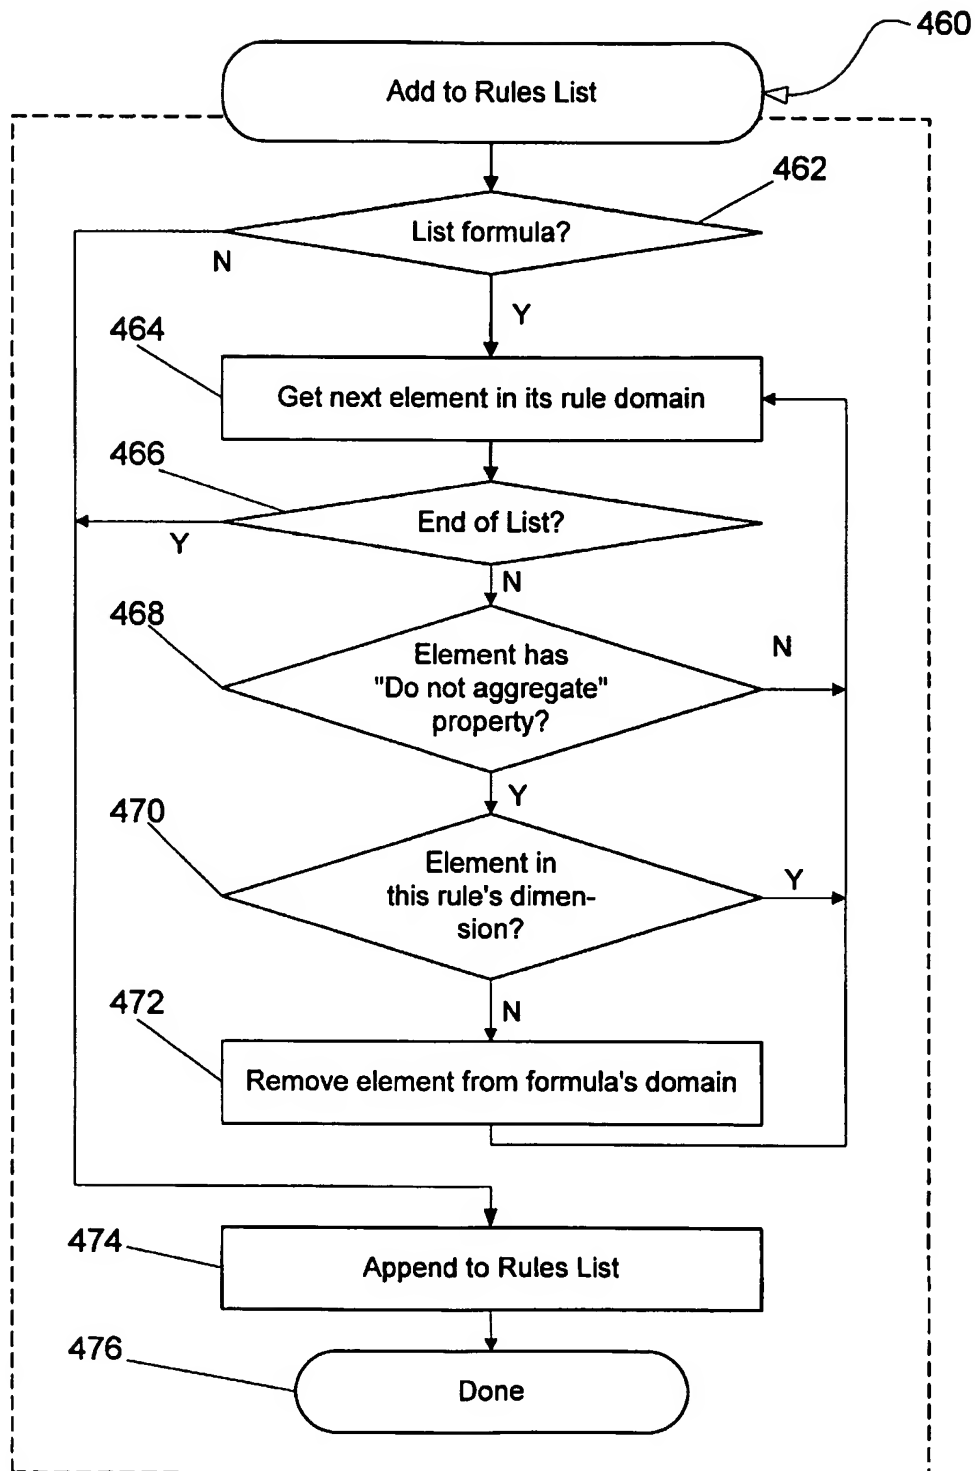 460
Add to Rules List
462
List formula?
N
Y
464
Get next element in its rule domain
466
End of List?
Y
N
468
Element has
"Do not aggregate"
property?
N
Y
470
Element in
this rule's dimen-
sion?
Y
N
472
Remove element from formula's domain
474
Append to Rules List
476
Done